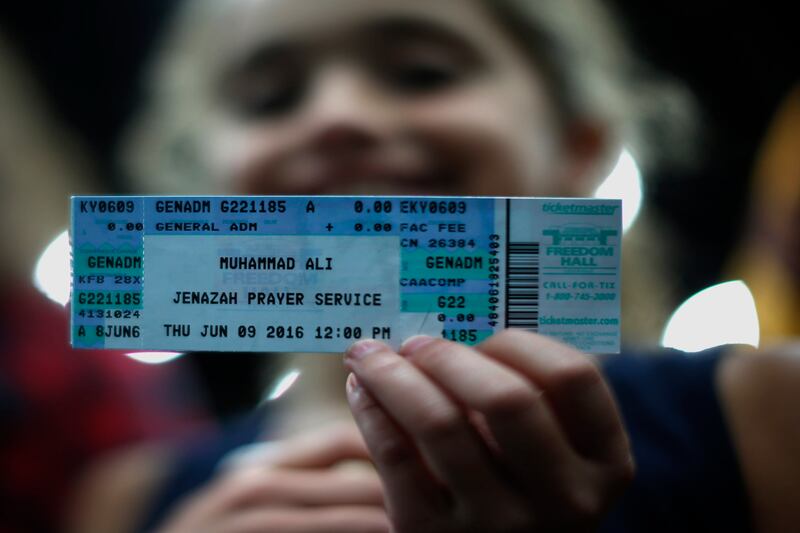 KY0609 GENADM G221185 A 0.00 EKY0609
0.00 GENERAL ADM + 0.00 FAC FEE
CN 26384
GENADM MUHAMMAD ALI GENADM
KF8 28X CAACOMP
G221185 JENAZAH PRAYER SERVICE G22
4131024 0.00
A 8JUN6 THU JUN 09 2016 12:00 PM 1185
ticketmaster
FREEDOM
HALL
CALL-FOR-TIX
1-800-745-3000
ticketmaster.com